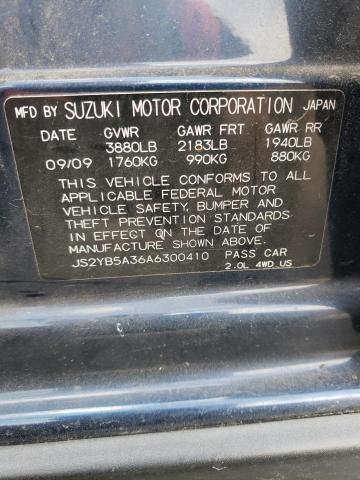 MFD BY SUZUKI MOTOR CORPORATION JAPAN
DATE GVWR GAWR FRT GAWR RR
3880LB 2183LB 1940LB
09/09 1760KG 990KG 880KG
THIS VEHICLE CONFORMS TO ALL
APPLICABLE FEDERAL MOTOR
VEHICLE SAFETY, BUMPER AND
THEFT PREVENTION STANDARDS
IN EFFECT ON THE DATE OF
MANUFACTURE SHOWN ABOVE.
JS2YB5A36A6300410 PASS CAR
2.0L 4WD US